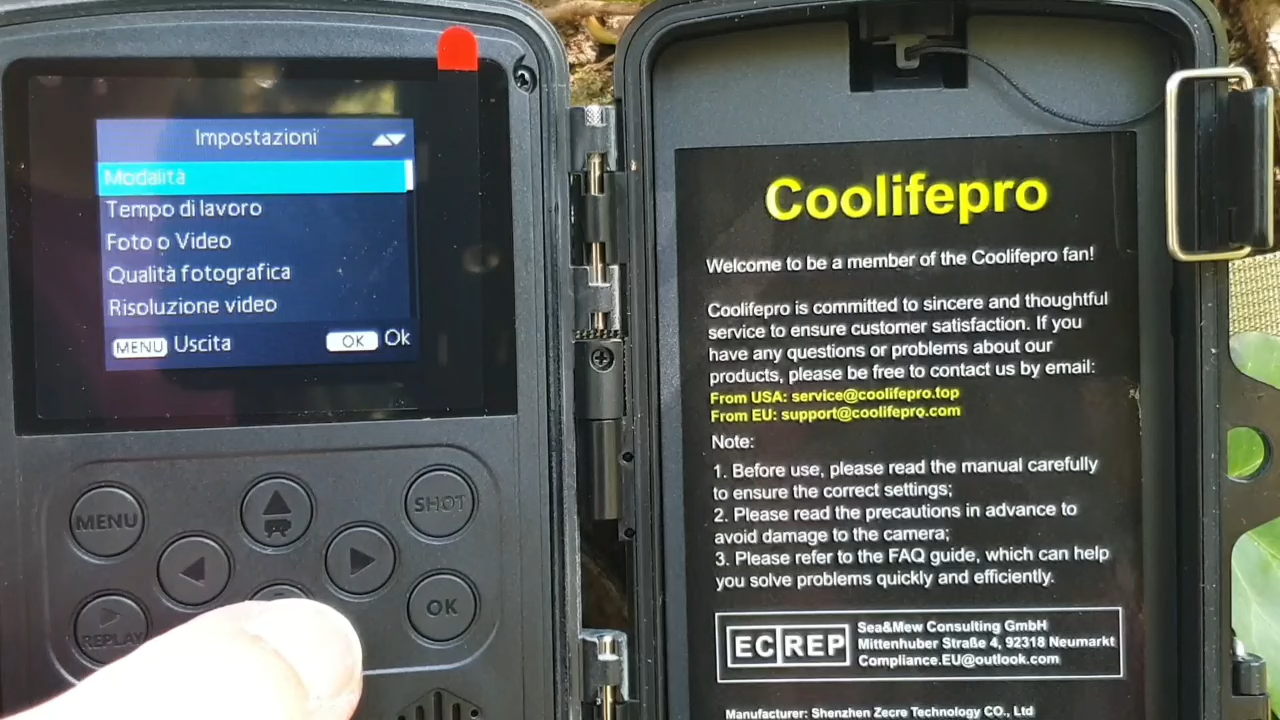 Impostazioni
Modalità
Tempo di lavoro
Foto o Video
Qualità fotografica
Risoluzione video
MENU Uscita
OK Ok
MENU
SHOT
OK
REPLAY
Coolifepro
Welcome to be a member of the Coolifepro fan!
Coolifepro is committed to sincere and thoughtful
service to ensure customer satisfaction. If you
have any questions or problems about our
products, please be free to contact us by email:
From USA: service@coolifepro.top
From EU: support@coolifepro.com
Note:
1. Before use, please read the manual carefully
to ensure the correct settings;
2. Please read the precautions in advance to
avoid damage to the camera;
3. Please refer to the FAQ guide, which can help
you solve problems quickly and efficiently.
EC REP
Sea&Mew Consulting GmbH
Mittenhuber Straße 4, 92318 Neumarkt
Compliance.EU@outlook.com
Manufacturer: Shenzhen Zecre Technology CO., Ltd